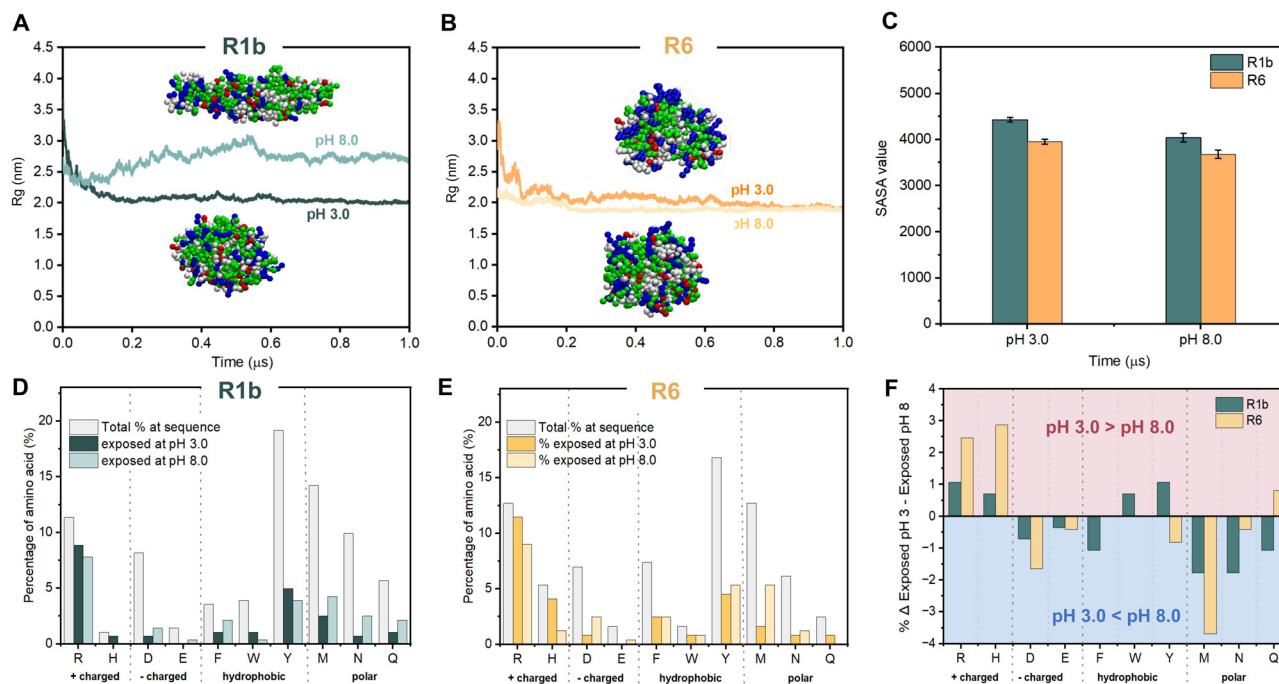 A
R1b
4.5
4.0
3.5
3.0
2.5
2.0
1.5
1.0
0.5
0.0
Rg (nm)
pH 8.0
pH 3.0
0.0 0.2 0.4 0.6 0.8 1.0
Time (μs)
B
R6
4.5
4.0
3.5
3.0
2.5
2.0
1.5
1.0
0.5
0.0
Rg (nm)
pH 3.0
pH 8.0
0.0 0.2 0.4 0.6 0.8 1.0
Time (μs)
C
6000
5000
4000
3000
2000
1000
0
SASA value
R1b
R6
pH 3.0 pH 8.0
Time (μs)
D
R1b
20
15
10
5
0
Percentage of amino acid (%)
Total % at sequence
exposed at pH 3.0
exposed at pH 8.0
R H D E F W Y M N Q
+ charged - charged hydrophobic polar
E
R6
20
15
10
5
0
Percentage of amino acid (%)
Total % at sequence
% exposed at pH 3.0
% exposed at pH 8.0
R H D E F W Y M N Q
+ charged - charged hydrophobic polar
F
4
3
2
1
0
-1
-2
-3
-4
% Δ Exposed pH 3 - Exposed pH 8
R1b
R6
pH 3.0 > pH 8.0
pH 3.0 < pH 8.0
R H D E F W Y M N Q
+ charged - charged hydrophobic polar